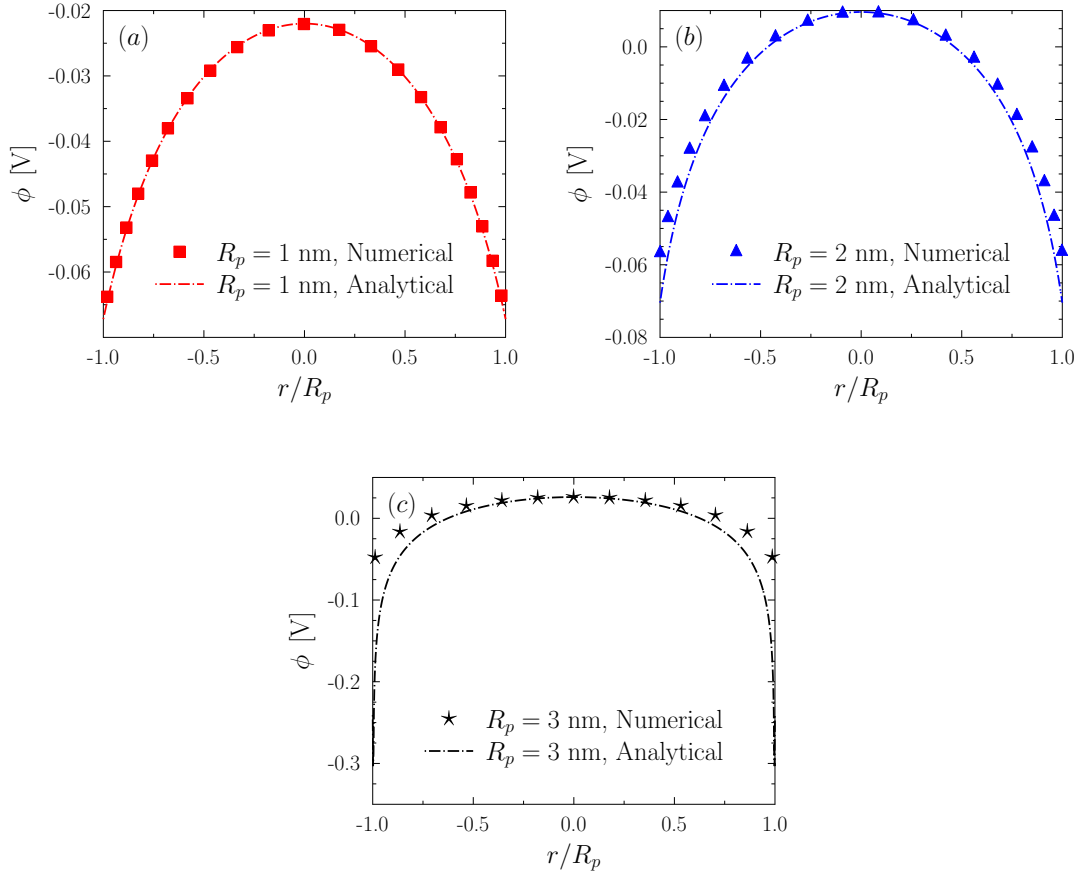 (a)
ϕ [V]
-0.02
-0.03
-0.04
-0.05
-0.06
R_p = 1 nm, Numerical
R_p = 1 nm, Analytical
-1.0 -0.5 0.0 0.5 1.0
r/R_p
(b)
ϕ [V]
0.0
-0.02
-0.04
-0.06
-0.08
R_p = 2 nm, Numerical
R_p = 2 nm, Analytical
-1.0 -0.5 0.0 0.5 1.0
r/R_p
(c)
ϕ [V]
0.0
-0.1
-0.2
-0.3
R_p = 3 nm, Numerical
R_p = 3 nm, Analytical
-1.0 -0.5 0.0 0.5 1.0
r/R_p